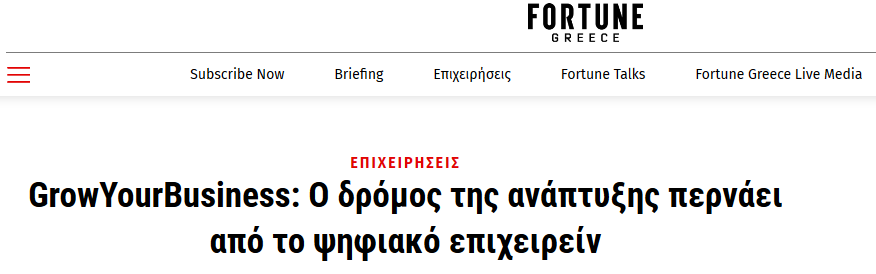 FORTUNE
GREECE
Subscribe Now Briefing Επιχειρήσεις Fortune Talks Fortune Greece Live Media
ΕΠΙΧΕΙΡΗΣΕΙΣ
GrowYourBusiness: Ο δρόμος της ανάπτυξης περνάει
από το ψηφιακό επιχειρείν